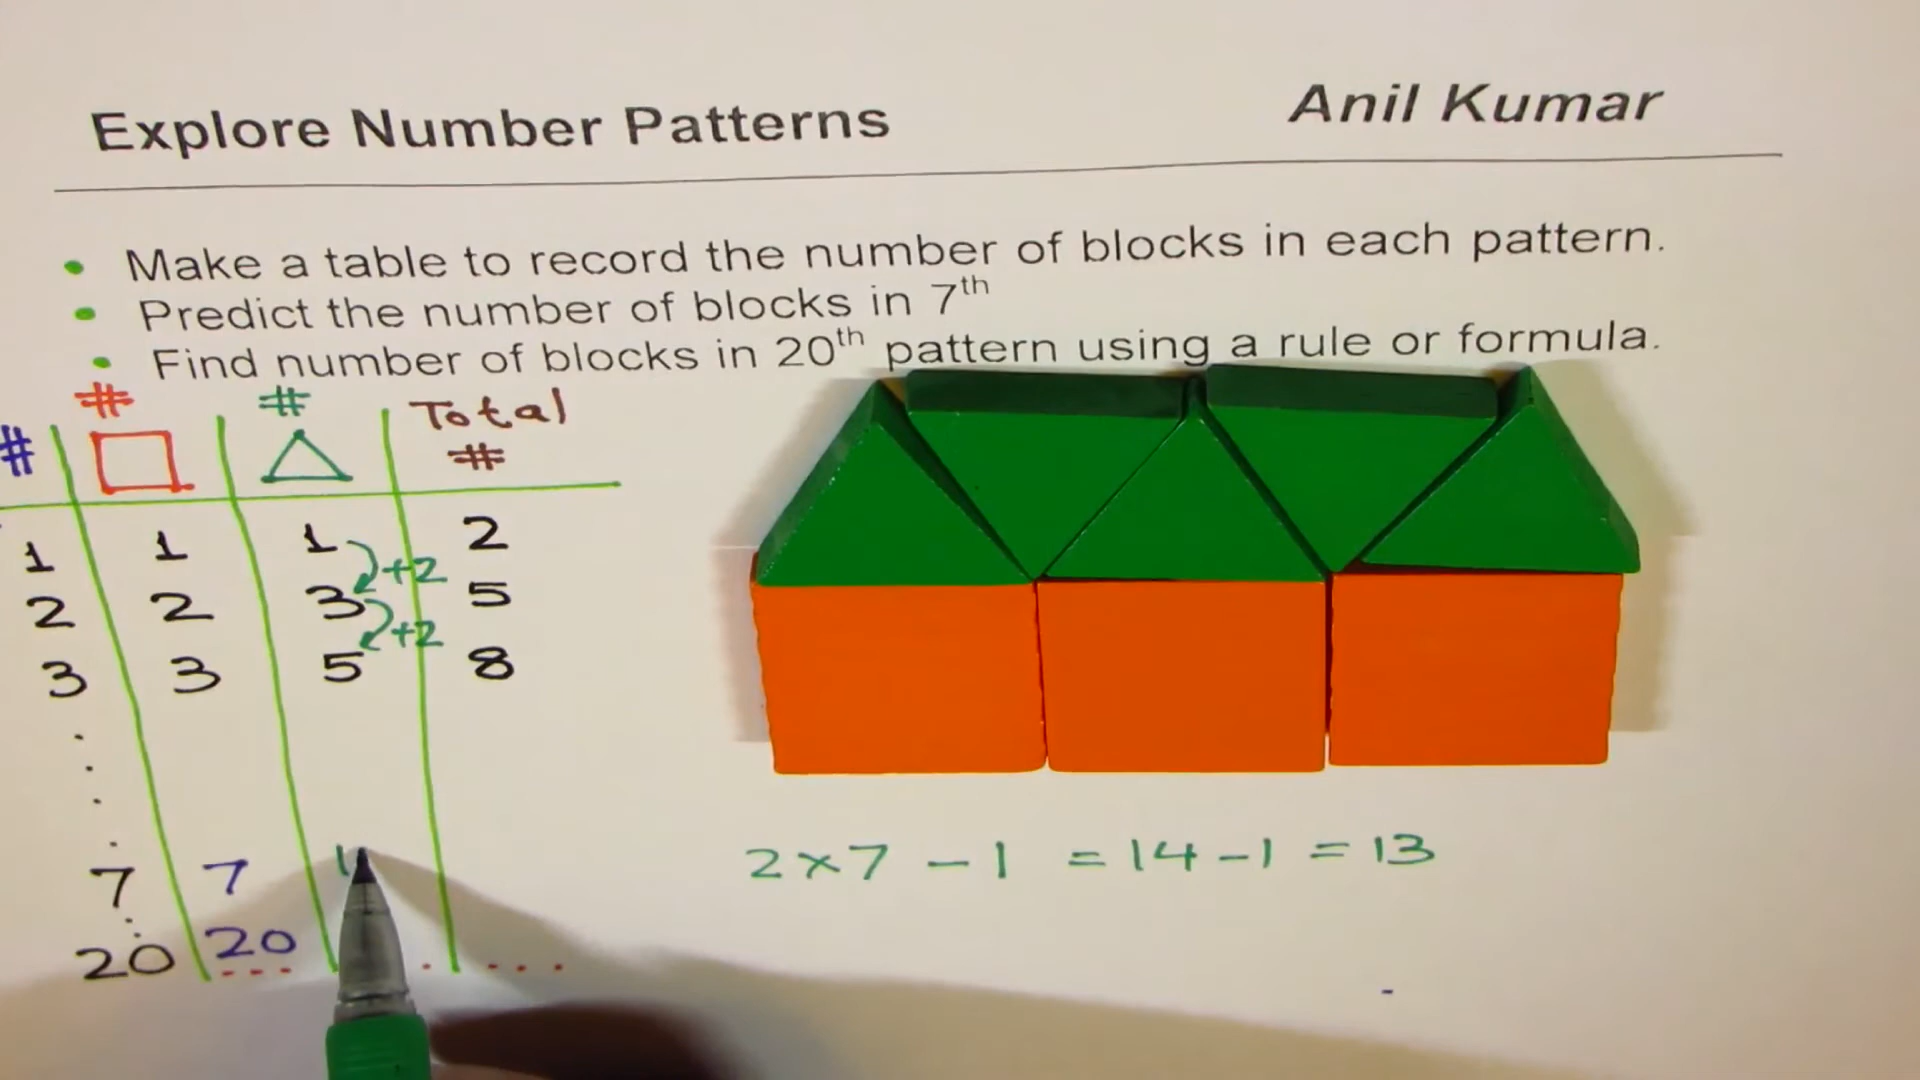 Explore Number Patterns
Anil Kumar
• Make a table to record the number of blocks in each pattern.
• Predict the number of blocks in 7th
• Find number of blocks in 20th pattern using a rule or formula.
# # # Total #
1 1 1 2
+2
2 2 3 5
+2
3 3 5 8
7 7 1
20 20
2 × 7 - 1 = 14 - 1 = 13